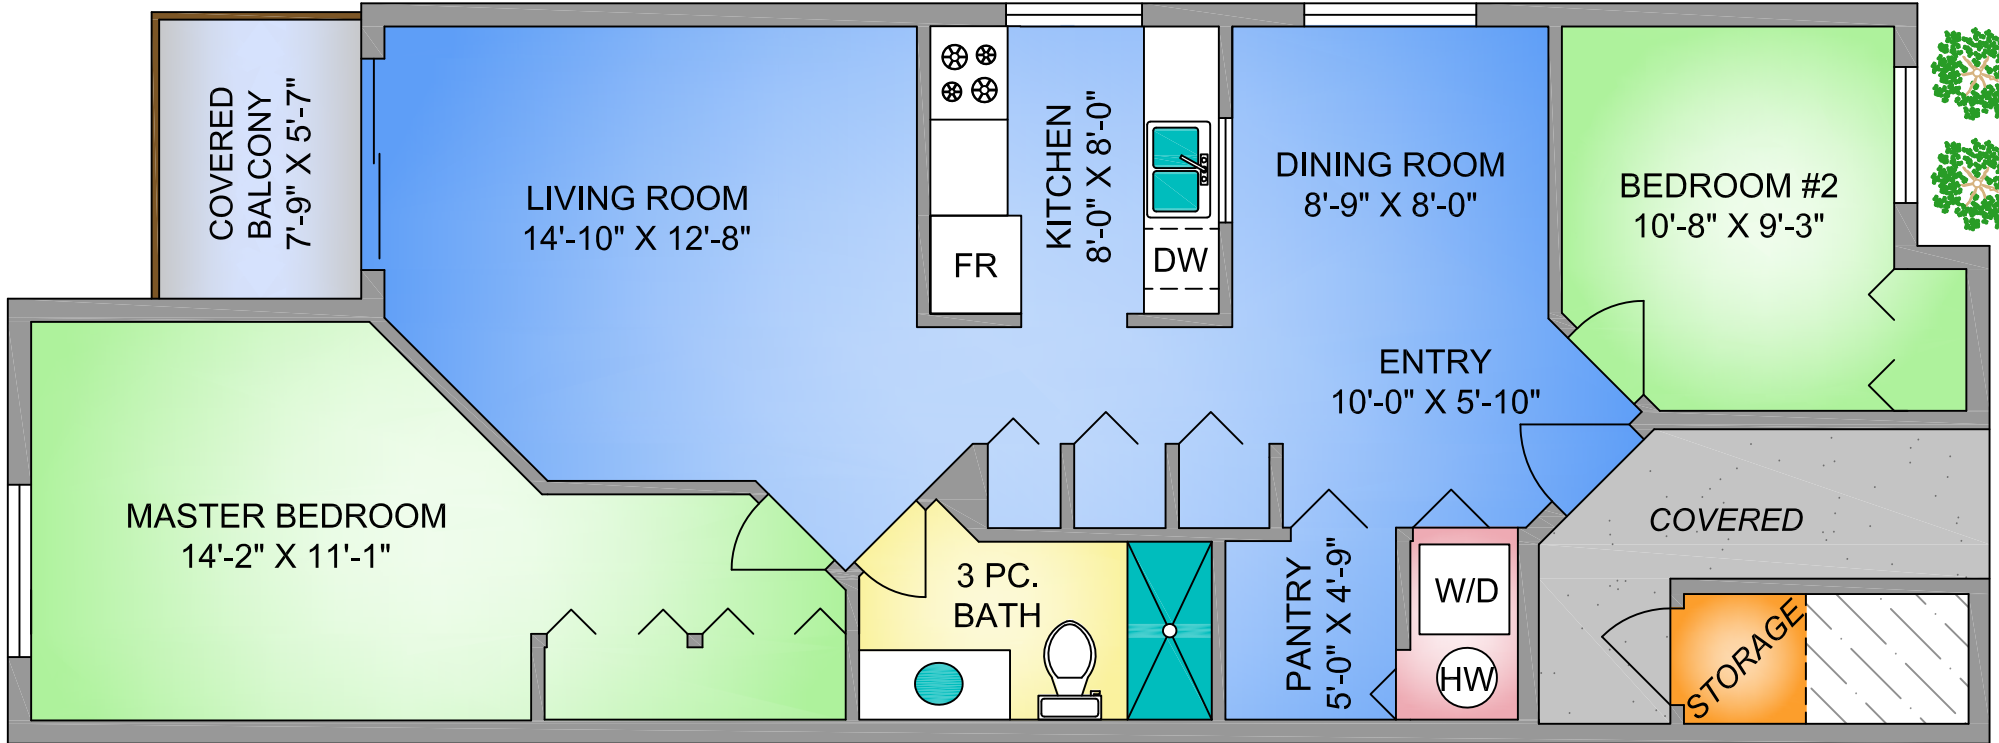 COVERED
BALCONY
7'-9" X 5'-7"
LIVING ROOM
14'-10" X 12'-8"
FR
KITCHEN
8'-0" X 8'-0"
DW
DINING ROOM
8'-9" X 8'-0"
BEDROOM #2
10'-8" X 9'-3"
ENTRY
10'-0" X 5'-10"
MASTER BEDROOM
14'-2" X 11'-1"
3 PC.
BATH
PANTRY
5'-0" X 4'-9"
W/D
HW
COVERED
STORAGE